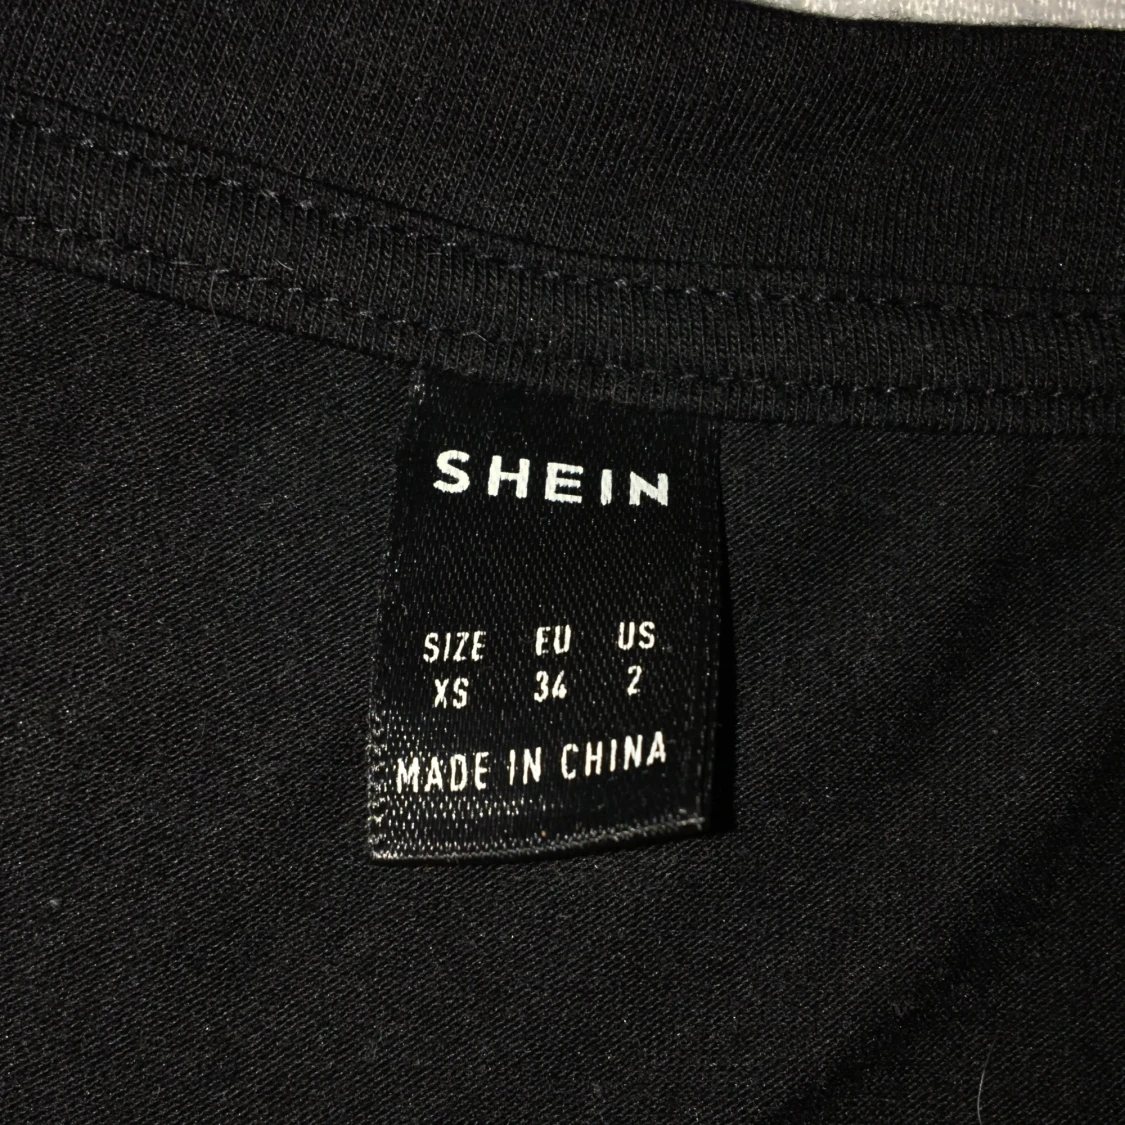 SHEIN
SIZE EU US
XS 34 2
MADE IN CHINA